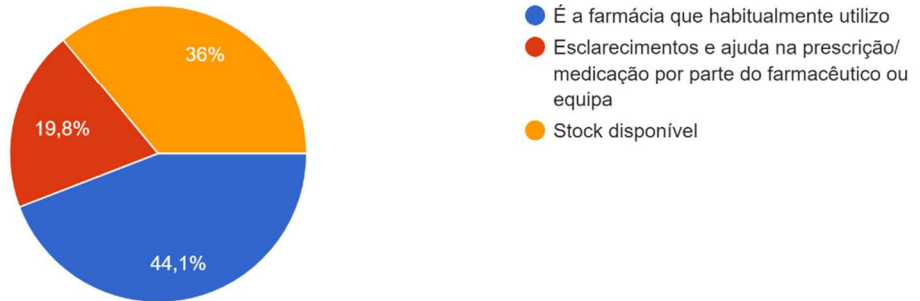 36%
19,8%
44,1%
É a farmácia que habitualmente utilizo
Esclarecimentos e ajuda na prescrição/
medicação por parte do farmacêutico ou
equipa
Stock disponível